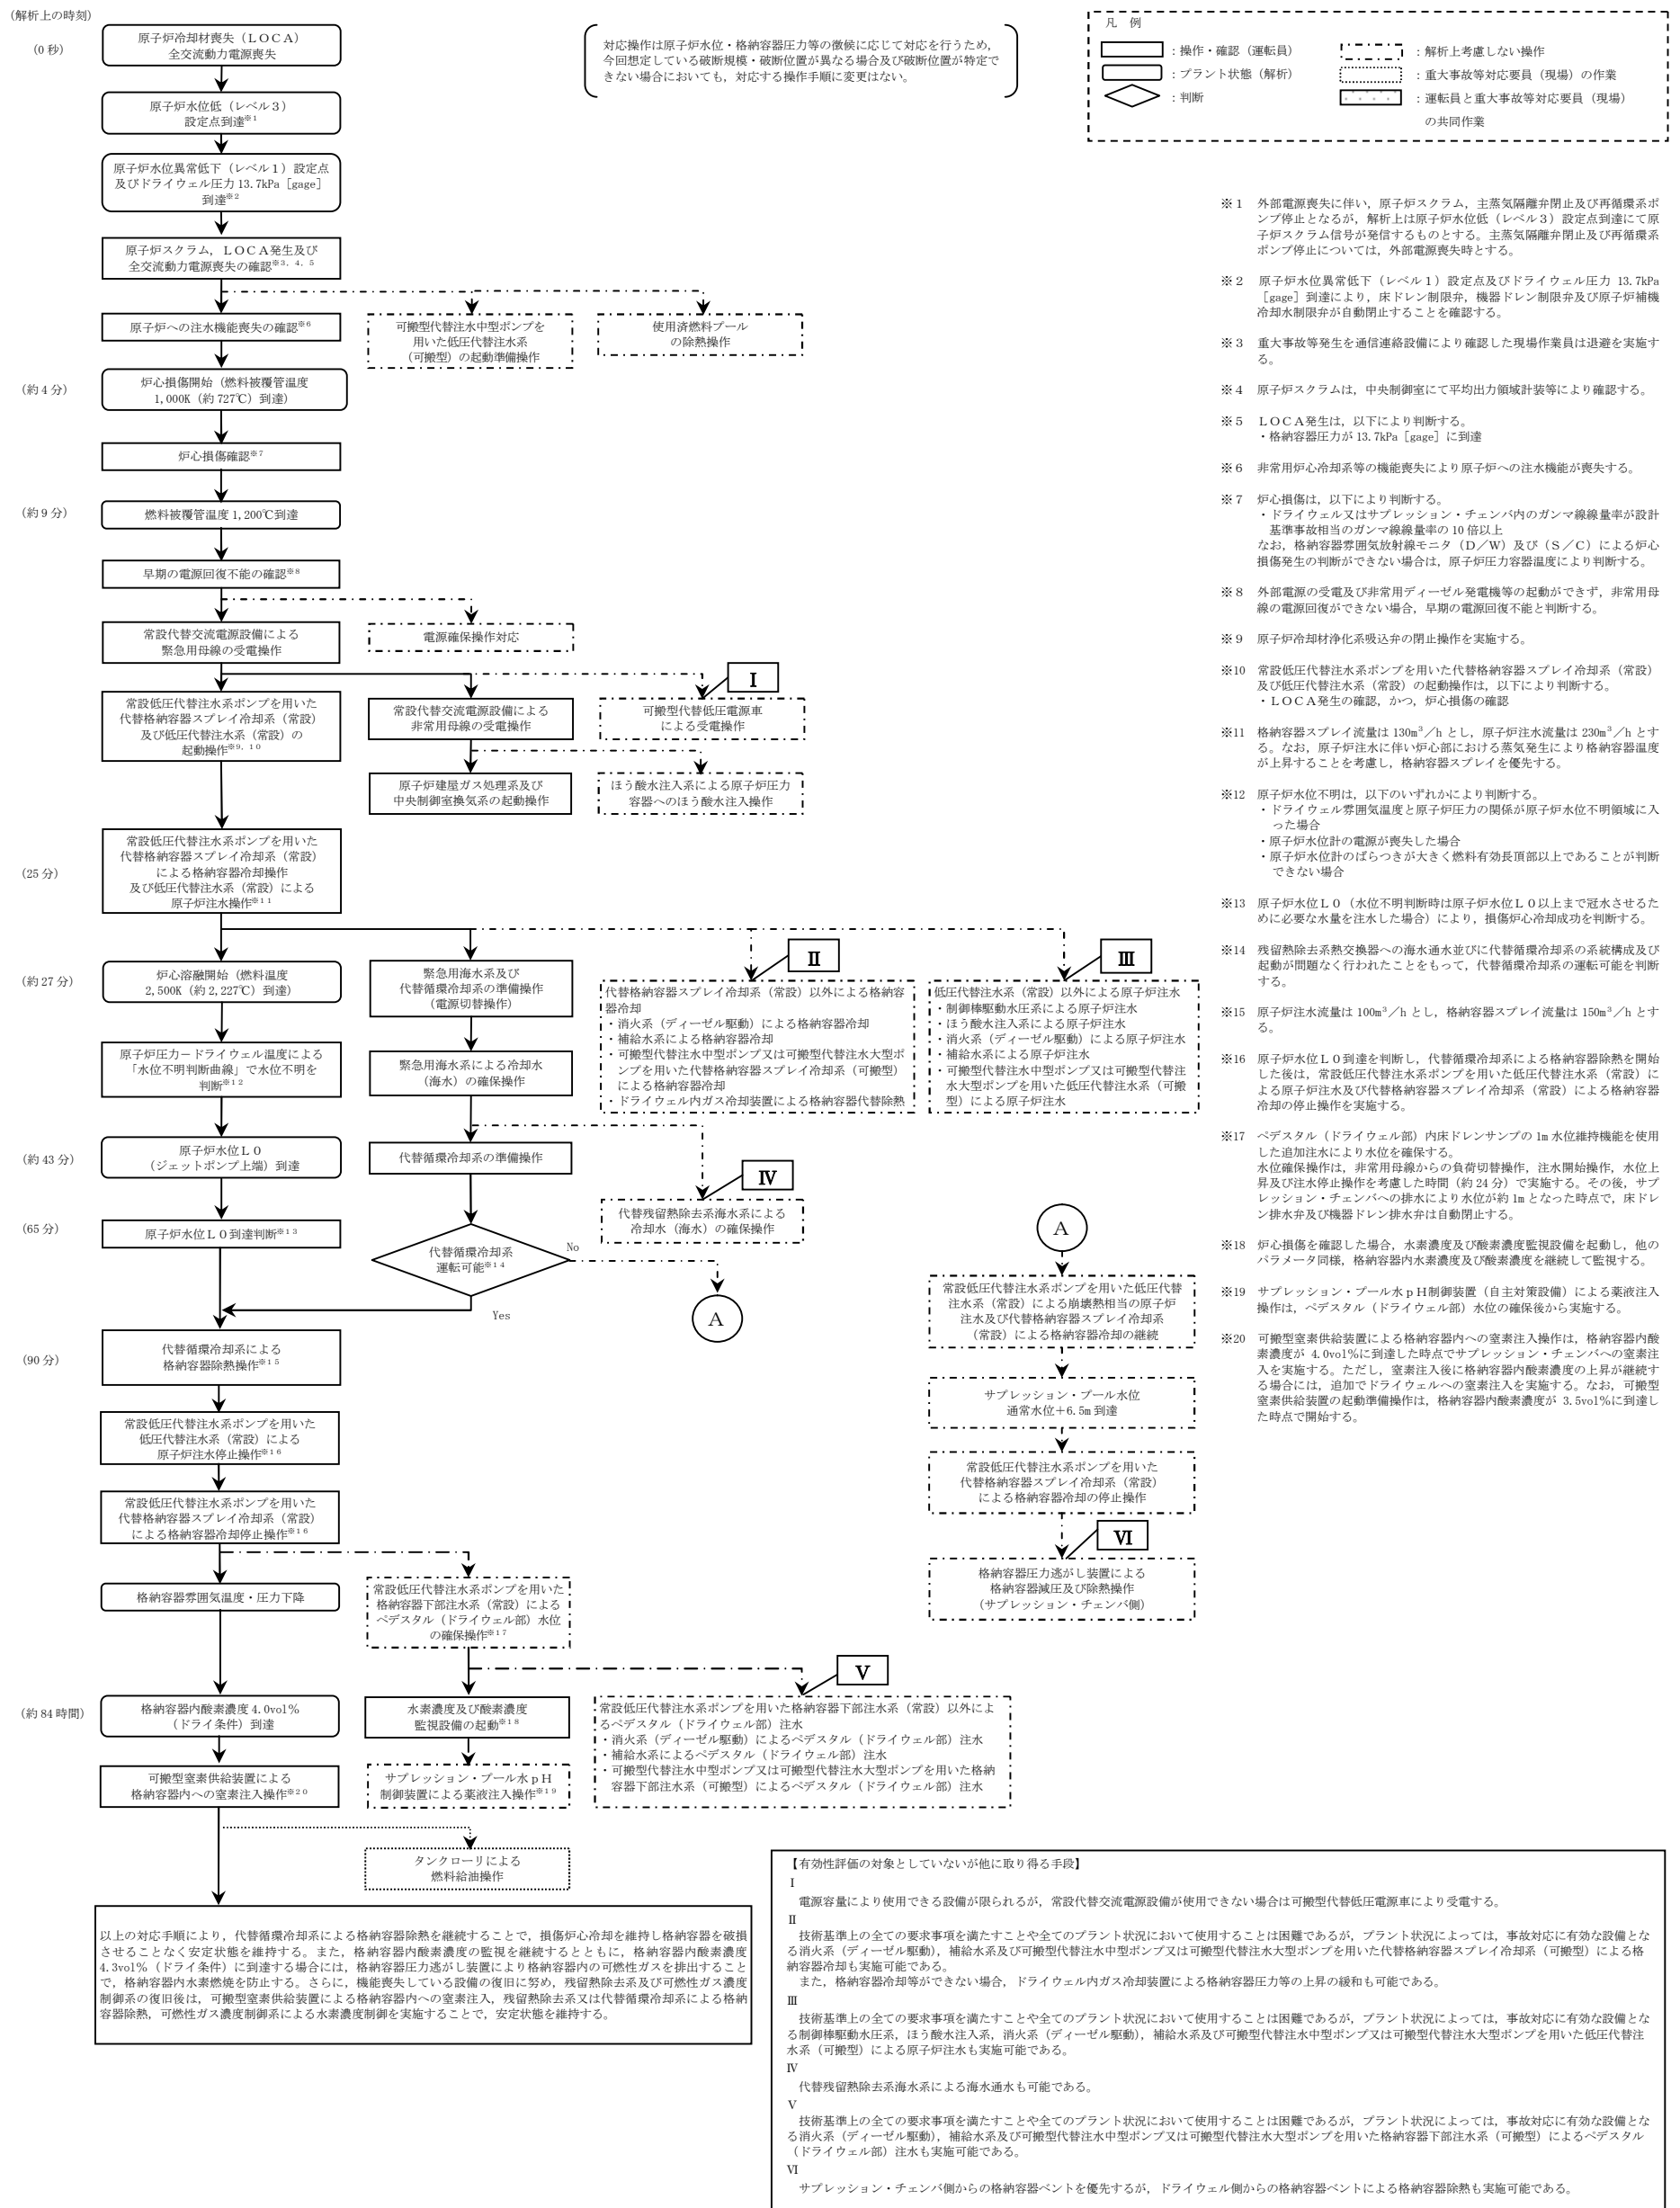 (解析上の時刻)
(0 秒)
原子炉冷却材喪失（ＬＯＣＡ）
全交流動力電源喪失
原子炉水位低（レベル３）
設定点到達※1
原子炉水位異常低下（レベル１）設定点
及びドライウェル圧力 13.7kPa［gage］
到達※2
原子炉スクラム，ＬＯＣＡ発生及び
全交流動力電源喪失の確認※3，4，5
原子炉への注水機能喪失の確認※6
可搬型代替注水中型ポンプを
用いた低圧代替注水系
（可搬型）の起動準備操作
使用済燃料プール
の除熱操作
(約 4 分)
炉心損傷開始（燃料被覆管温度
1,000K（約 727℃）到達）
炉心損傷確認※7
(約 9 分)
燃料被覆管温度 1,200℃到達
早期の電源回復不能の確認※8
常設代替交流電源設備による
緊急用母線の受電操作
電源確保操作対応
常設低圧代替注水系ポンプを用いた
代替格納容器スプレイ冷却系（常設）
及び低圧代替注水系（常設）の
起動操作※9，10
常設代替交流電源設備による
非常用母線の受電操作
Ⅰ
可搬型代替低圧電源車
による受電操作
原子炉建屋ガス処理系及び
中央制御室換気系の起動操作
ほう酸水注入系による原子炉圧力
容器へのほう酸水注入操作
(25 分)
常設低圧代替注水系ポンプを用いた
代替格納容器スプレイ冷却系（常設）
による格納容器冷却操作
及び低圧代替注水系（常設）による
原子炉注水操作※11
(約 27 分)
炉心溶融開始（燃料温度
2,500K（約 2,227℃）到達）
緊急用海水系及び
代替循環冷却系の準備操作
（電源切替操作）
Ⅱ
代替格納容器スプレイ冷却系（常設）以外による格納容
器冷却
・消火系（ディーゼル駆動）による格納容器冷却
・補給水系による格納容器冷却
・可搬型代替注水中型ポンプ又は可搬型代替注水大型ポ
ンプを用いた代替格納容器スプレイ冷却系（可搬型）
による格納容器冷却
・ドライウェル内ガス冷却装置による格納容器代替除熱
Ⅲ
低圧代替注水系（常設）以外による原子炉注水
・制御棒駆動水圧系による原子炉注水
・ほう酸水注入系による原子炉注水
・消火系（ディーゼル駆動）による原子炉注水
・補給水系による原子炉注水
・可搬型代替注水中型ポンプ又は可搬型代替注
水大型ポンプを用いた低圧代替注水系（可搬
型）による原子炉注水
原子炉圧力－ドライウェル温度による
「水位不明判断曲線」で水位不明を
判断※12
緊急用海水系による冷却水
（海水）の確保操作
(約 43 分)
原子炉水位Ｌ０
（ジェットポンプ上端）到達
代替循環冷却系の準備操作
Ⅳ
代替残留熱除去系海水系による
冷却水（海水）の確保操作
(65 分)
原子炉水位Ｌ０到達判断※13
代替循環冷却系
運転可能※14
No
Yes
Ａ
(90 分)
代替循環冷却系による
格納容器除熱操作※15
常設低圧代替注水系ポンプを用いた
低圧代替注水系（常設）による
原子炉注水停止操作※16
常設低圧代替注水系ポンプを用いた
代替格納容器スプレイ冷却系（常設）
による格納容器冷却停止操作※16
格納容器雰囲気温度・圧力下降
常設低圧代替注水系ポンプを用いた
格納容器下部注水系（常設）による
ペデスタル（ドライウェル部）水位
の確保操作※17
Ａ
常設低圧代替注水系ポンプを用いた低圧代替
注水系（常設）による崩壊熱相当の原子炉
注水及び代替格納容器スプレイ冷却系
（常設）による格納容器冷却の継続
サプレッション・プール水位
通常水位＋6.5m 到達
常設低圧代替注水系ポンプを用いた
代替格納容器スプレイ冷却系（常設）
による格納容器冷却の停止操作
Ⅵ
格納容器圧力逃がし装置による
格納容器減圧及び除熱操作
（サプレッション・チェンバ側）
(約 84 時間)
格納容器内酸素濃度 4.0vol％
（ドライ条件）到達
水素濃度及び酸素濃度
監視設備の起動※18
Ⅴ
常設低圧代替注水系ポンプを用いた格納容器下部注水系（常設）以外によ
るペデスタル（ドライウェル部）注水
・消火系（ディーゼル駆動）によるペデスタル（ドライウェル部）注水
・補給水系によるペデスタル（ドライウェル部）注水
・可搬型代替注水中型ポンプ又は可搬型代替注水大型ポンプを用いた格納
容器下部注水系（可搬型）によるペデスタル（ドライウェル部）注水
可搬型窒素供給装置による
格納容器内への窒素注入操作※20
サプレッション・プール水ｐＨ
制御装置による薬液注入操作※19
タンクローリによる
燃料給油操作
以上の対応手順により，代替循環冷却系による格納容器除熱を継続することで，損傷炉心冷却を維持し格納容器を破損
させることなく安定状態を維持する。また，格納容器内酸素濃度の監視を継続するとともに，格納容器内酸素濃度
4.3vol％（ドライ条件）に到達する場合には，格納容器圧力逃がし装置により格納容器内の可燃性ガスを排出すること
で，格納容器内水素燃焼を防止する。さらに，機能喪失している設備の復旧に努め，残留熱除去系及び可燃性ガス濃度
制御系の復旧後は，可搬型窒素供給装置による格納容器内への窒素注入，残留熱除去系又は代替循環冷却系による格納
容器除熱，可燃性ガス濃度制御系による水素濃度制御を実施することで，安定状態を維持する。
対応操作は原子炉水位・格納容器圧力等の徴候に応じて対応を行うため，
今回想定している破断規模・破断位置が異なる場合及び破断位置が特定で
きない場合においても，対応する操作手順に変更はない。
凡　例
：操作・確認（運転員）
：プラント状態（解析）
：判断
：解析上考慮しない操作
：重大事故等対応要員（現場）の作業
：運転員と重大事故等対応要員（現場）
の共同作業
※１　外部電源喪失に伴い，原子炉スクラム，主蒸気隔離弁閉止及び再循環系ポ
ンプ停止となるが，解析上は原子炉水位低（レベル３）設定点到達にて原
子炉スクラム信号が発信するものとする。主蒸気隔離弁閉止及び再循環系
ポンプ停止については，外部電源喪失時とする。
※２　原子炉水位異常低下（レベル１）設定点及びドライウェル圧力 13.7kPa
［gage］到達により，床ドレン制限弁，機器ドレン制限弁及び原子炉補機
冷却水制限弁が自動閉止することを確認する。
※３　重大事故等発生を通信連絡設備により確認した現場作業員は退避を実施す
る。
※４　原子炉スクラムは，中央制御室にて平均出力領域計装等により確認する。
※５　ＬＯＣＡ発生は，以下により判断する。
・格納容器圧力が 13.7kPa［gage］に到達
※６　非常用炉心冷却系等の機能喪失により原子炉への注水機能が喪失する。
※７　炉心損傷は，以下により判断する。
・ドライウェル又はサプレッション・チェンバ内のガンマ線線量率が設計
基準事故相当のガンマ線線量率の 10 倍以上
なお，格納容器雰囲気放射線モニタ（Ｄ／Ｗ）及び（Ｓ／Ｃ）による炉心
損傷発生の判断ができない場合は，原子炉圧力容器温度により判断する。
※８　外部電源の受電及び非常用ディーゼル発電機等の起動ができず，非常用母
線の電源回復ができない場合，早期の電源回復不能と判断する。
※９　原子炉冷却材浄化系吸込弁の閉止操作を実施する。
※10　常設低圧代替注水系ポンプを用いた代替格納容器スプレイ冷却系（常設）
及び低圧代替注水系（常設）の起動操作は，以下により判断する。
・ＬＯＣＡ発生の確認，かつ，炉心損傷の確認
※11　格納容器スプレイ流量は 130m³／h とし，原子炉注水流量は 230m³／h とす
る。なお，原子炉注水に伴い炉心部における蒸気発生により格納容器温度
が上昇することを考慮し，格納容器スプレイを優先する。
※12　原子炉水位不明は，以下のいずれかにより判断する。
・ドライウェル雰囲気温度と原子炉圧力の関係が原子炉水位不明領域に入
った場合
・原子炉水位計の電源が喪失した場合
・原子炉水位計のばらつきが大きく燃料有効長頂部以上であることが判断
できない場合
※13　原子炉水位Ｌ０（水位不明判断時は原子炉水位Ｌ０以上まで冠水させるた
めに必要な水量を注水した場合）により，損傷炉心冷却成功を判断する。
※14　残留熱除去系熱交換器への海水通水並びに代替循環冷却系の系統構成及び
起動が問題なく行われたことをもって，代替循環冷却系の運転可能を判断
する。
※15　原子炉注水流量は 100m³／h とし，格納容器スプレイ流量は 150m³／h とす
る。
※16　原子炉水位Ｌ０到達を判断し，代替循環冷却系による格納容器除熱を開始
した後は，常設低圧代替注水系ポンプを用いた低圧代替注水系（常設）に
よる原子炉注水及び代替格納容器スプレイ冷却系（常設）による格納容器
冷却の停止操作を実施する。
※17　ペデスタル（ドライウェル部）内床ドレンサンプの 1m 水位維持機能を使用
した追加注水により水位を確保する。
水位確保操作は，非常用母線からの負荷切替操作，注水開始操作，水位上
昇及び注水停止操作を考慮した時間（約 24 分）で実施する。その後，サプ
レッション・チェンバへの排水により水位が約 1m となった時点で，床ドレ
ン排水弁及び機器ドレン排水弁は自動閉止する。
※18　炉心損傷を確認した場合，水素濃度及び酸素濃度監視設備を起動し，他の
パラメータ同様，格納容器内水素濃度及び酸素濃度を継続して監視する。
※19　サプレッション・プール水ｐＨ制御装置（自主対策設備）による薬液注入
操作は，ペデスタル（ドライウェル部）水位の確保後から実施する。
※20　可搬型窒素供給装置による格納容器内への窒素注入操作は，格納容器内酸
素濃度が 4.0vol％に到達した時点でサプレッション・チェンバへの窒素注
入を実施する。ただし，窒素注入後に格納容器内酸素濃度の上昇が継続す
る場合には，追加でドライウェルへの窒素注入を実施する。なお，可搬型
窒素供給装置の起動準備操作は，格納容器内酸素濃度が 3.5vol％に到達し
た時点で開始する。
【有効性評価の対象としていないが他に取り得る手段】
Ⅰ
電源容量により使用できる設備が限られるが，常設代替交流電源設備が使用できない場合は可搬型代替低圧電源車により受電する。
Ⅱ
技術基準上の全ての要求事項を満たすことや全てのプラント状況において使用することは困難であるが，プラント状況によっては，事故対応に有効な設備とな
る消火系（ディーゼル駆動），補給水系及び可搬型代替注水中型ポンプ又は可搬型代替注水大型ポンプを用いた代替格納容器スプレイ冷却系（可搬型）による格
納容器冷却も実施可能である。
また，格納容器冷却等ができない場合，ドライウェル内ガス冷却装置による格納容器圧力等の上昇の緩和も可能である。
Ⅲ
技術基準上の全ての要求事項を満たすことや全てのプラント状況において使用することは困難であるが，プラント状況によっては，事故対応に有効な設備とな
る制御棒駆動水圧系，ほう酸水注入系，消火系（ディーゼル駆動），補給水系及び可搬型代替注水中型ポンプ又は可搬型代替注水大型ポンプを用いた低圧代替注
水系（可搬型）による原子炉注水も実施可能である。
Ⅳ
代替残留熱除去系海水系による海水通水も可能である。
Ⅴ
技術基準上の全ての要求事項を満たすことや全てのプラント状況において使用することは困難であるが，プラント状況によっては，事故対応に有効な設備とな
る消火系（ディーゼル駆動），補給水系及び可搬型代替注水中型ポンプ又は可搬型代替注水大型ポンプを用いた格納容器下部注水系（可搬型）によるペデスタル
（ドライウェル部）注水も実施可能である。
Ⅵ
サプレッション・チェンバ側からの格納容器ベントを優先するが，ドライウェル側からの格納容器ベントによる格納容器除熱も実施可能である。